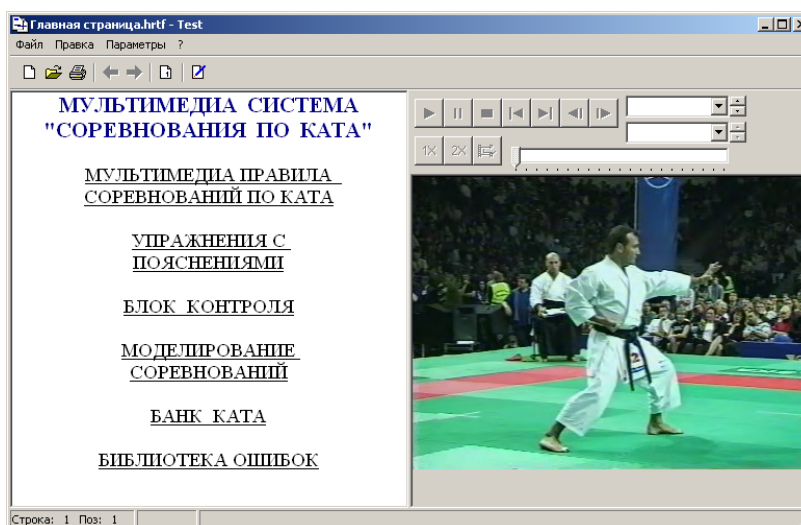 Главная страница.hrtf - Test
Файл Правка Параметры ?
МУЛЬТИМЕДИА СИСТЕМА
"СОРЕВНОВАНИЯ ПО КАТА"
1X 2X
МУЛЬТИМЕДИА ПРАВИЛА
СОРЕВНОВАНИЙ ПО КАТА
УПРАЖНЕНИЯ С
ПОЯСНЕНИЯМИ
БЛОК КОНТРОЛЯ
МОДЕЛИРОВАНИЕ
СОРЕВНОВАНИЙ
БАНК КАТА
БИБЛИОТЕКА ОШИБОК
2
Строка: 1 Поз: 1